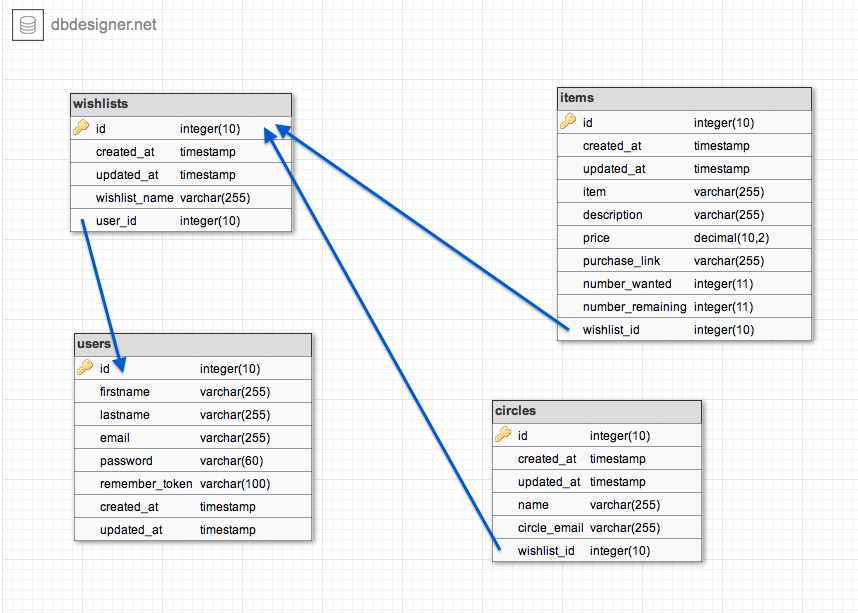 dbdesigner.net
wishlists
id integer(10)
created_at timestamp
updated_at timestamp
wishlist_name varchar(255)
user_id integer(10)
items
id integer(10)
created_at timestamp
updated_at timestamp
item varchar(255)
description varchar(255)
price decimal(10,2)
purchase_link varchar(255)
number_wanted integer(11)
number_remaining integer(11)
wishlist_id integer(10)
users
id integer(10)
firstname varchar(255)
lastname varchar(255)
email varchar(255)
password varchar(60)
remember_token varchar(100)
created_at timestamp
updated_at timestamp
circles
id integer(10)
created_at timestamp
updated_at timestamp
name varchar(255)
circle_email varchar(255)
wishlist_id integer(10)